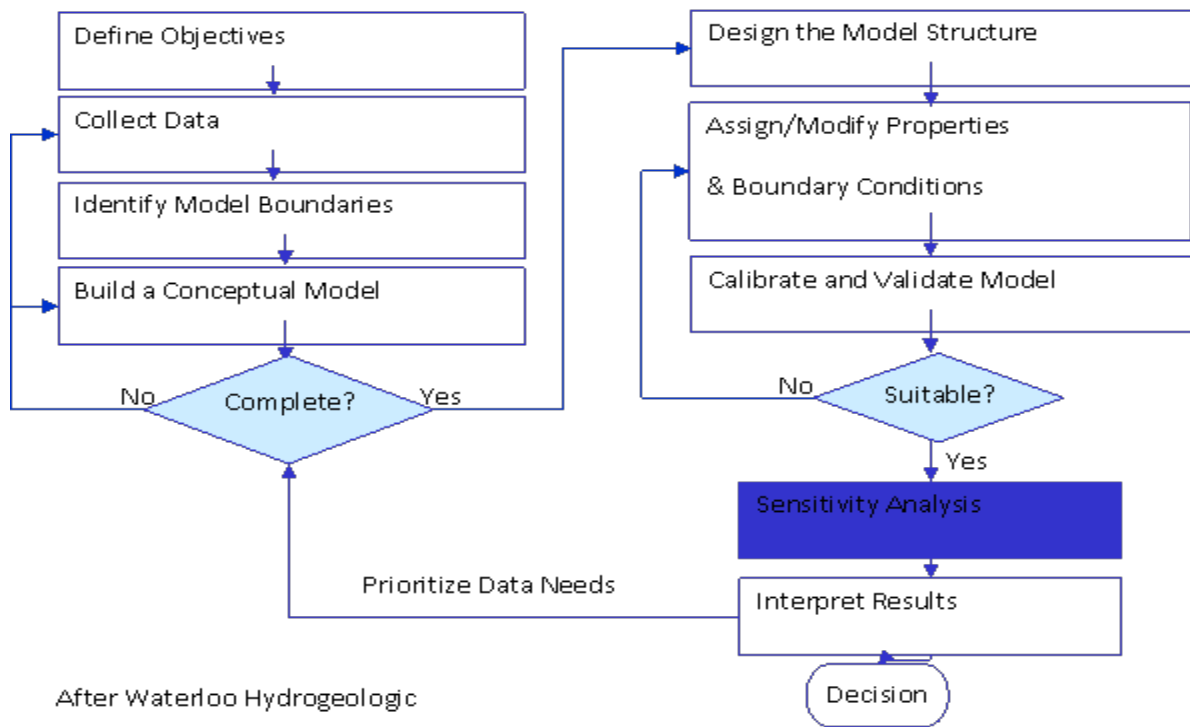 Define Objectives
Collect Data
Identify Model Boundaries
Build a Conceptual Model
No
Complete?
Yes
Design the Model Structure
Assign/Modify Properties
& Boundary Conditions
Calibrate and Validate Model
No
Suitable?
Yes
Sensitivity Analysis
Prioritize Data Needs
Interpret Results
Decision
After Waterloo Hydrogeologic